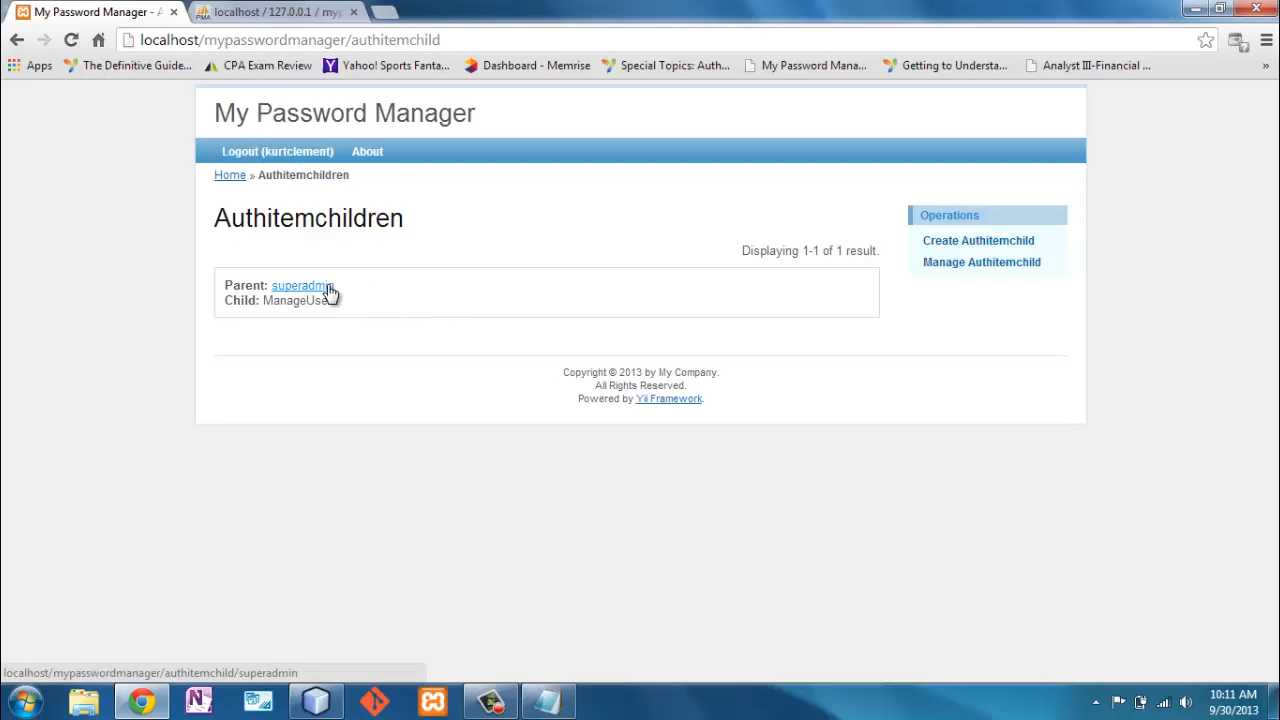 My Password Manager - A
localhost / 127.0.0.1 / myp
localhost/mypasswordmanager/authitemchild
Apps
The Definitive Guide...
CPA Exam Review
Yahoo! Sports Fanta...
Dashboard - Memrise
Special Topics: Auth...
My Password Mana...
Getting to Understa...
Analyst III-Financial ...
»
My Password Manager
Logout (kurtclement) About
Home » Authitemchildren
Authitemchildren
Operations
Create Authitemchild
Manage Authitemchild
Displaying 1-1 of 1 result.
Parent: superadmin
Child: ManageUse
Copyright © 2013 by My Company.
All Rights Reserved.
Powered by Yii Framework.
localhost/mypasswordmanager/authitemchild/superadmin
10:11 AM
9/30/2013